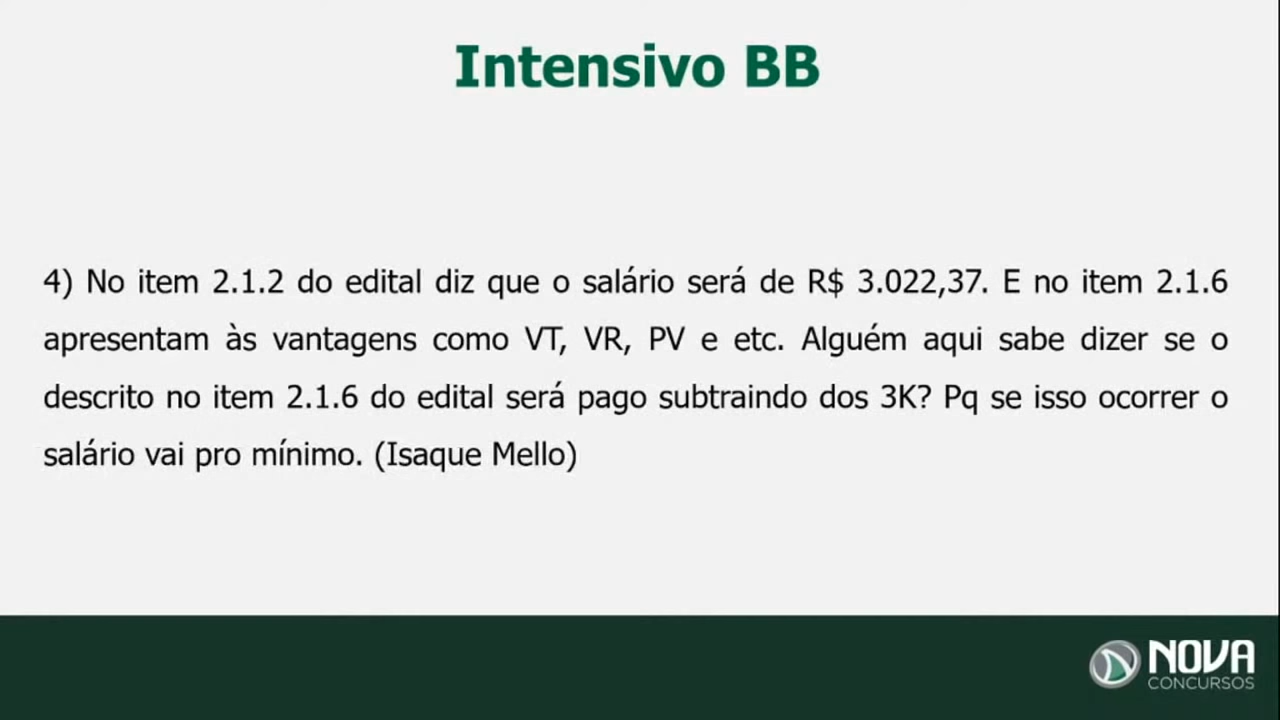 Intensivo BB
4) No item 2.1.2 do edital diz que o salário será de R$ 3.022,37. E no item 2.1.6
apresentam às vantagens como VT, VR, PV e etc. Alguém aqui sabe dizer se o
descrito no item 2.1.6 do edital será pago subtraindo dos 3K? Pq se isso ocorrer o
salário vai pro mínimo. (Isaque Mello)
NOVA
CONCURSOS